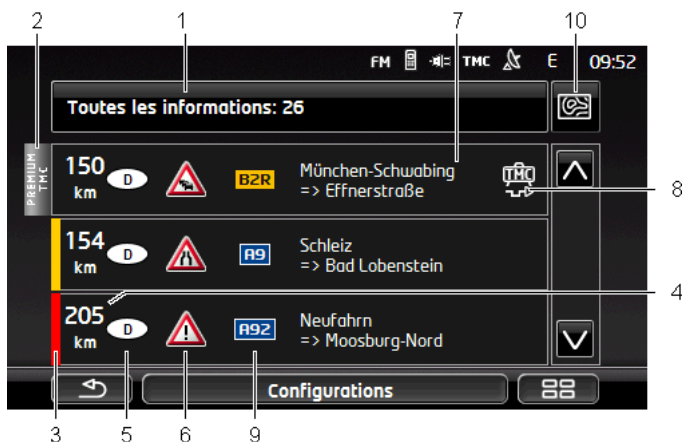 2 1 7 10
FM TMC E 09:52
Toutes les informations: 26
PREMIUM
TMC
150
km
D
B2R
München-Schwabing
=> Effnerstraße
TMC
8
154
km
D
A9
Schleiz
=> Bad Lobenstein
4
205
km
D
A92
Neufahrn
=> Moosburg-Nord
Configurations
3 5 6 9